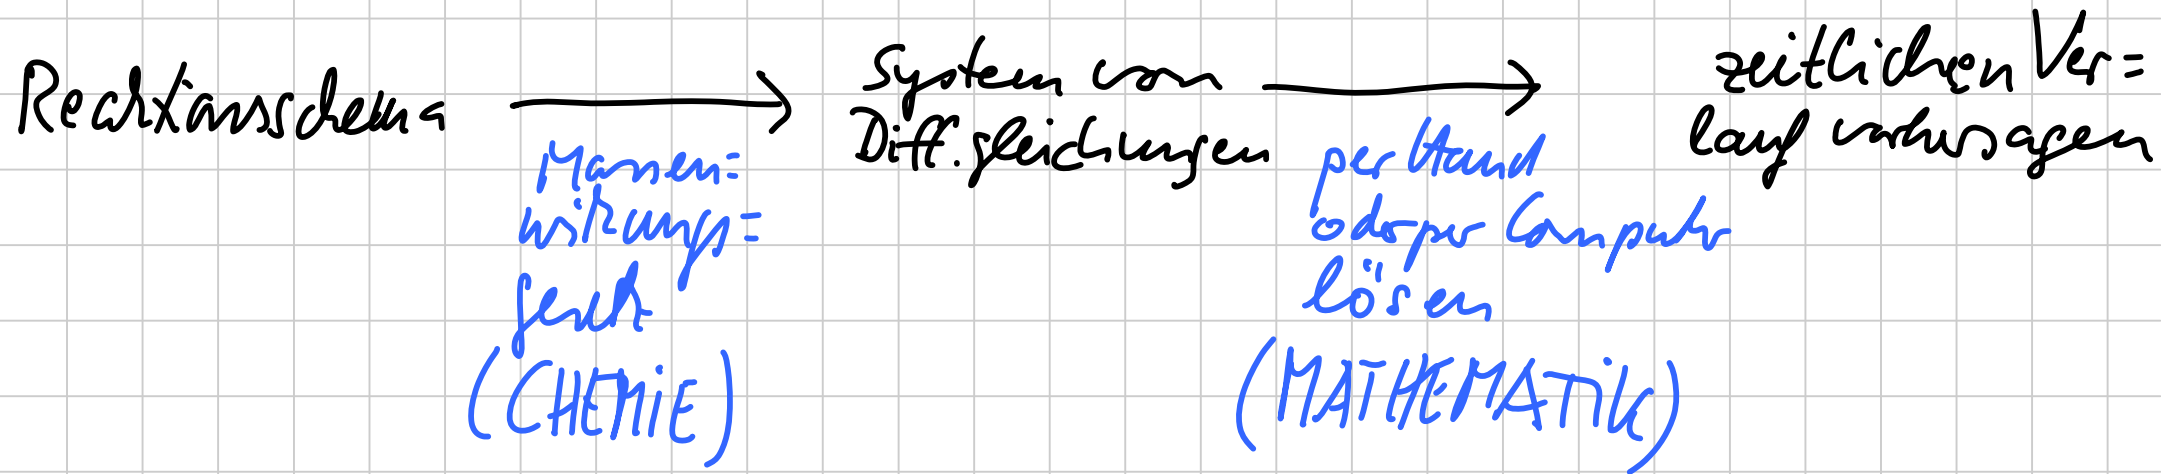 Reaktionsschema
Massen=
wirkungs=
gesetz
(CHEMiE)
System von
Diff.gleichungen
per Hand
oder per Computer
lösen
(MATHEMATiK)
zeitlichen Ver=
lauf vorhersagen